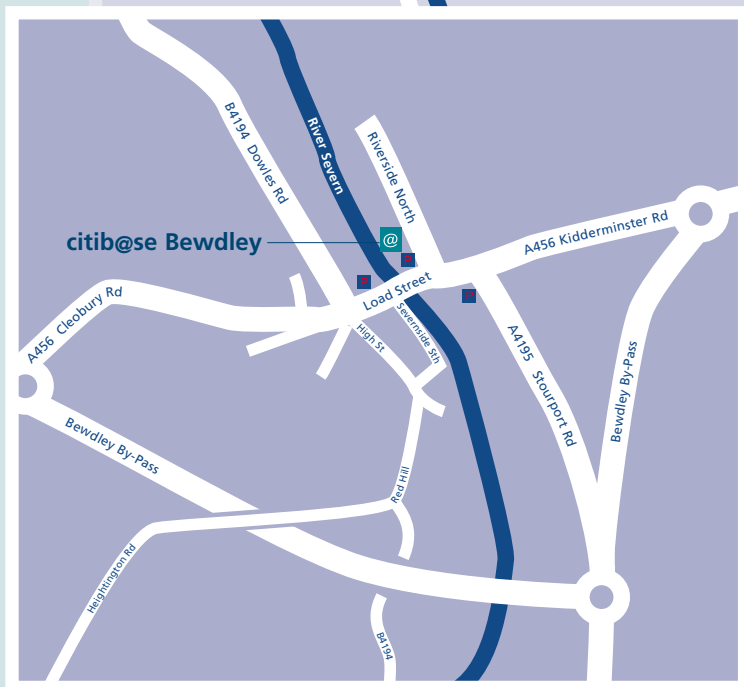 B4194 Dowles Rd
River Severn
Riverside North
citib@se Bewdley
@
A456 Kidderminster Rd
Load Street
A456 Cleobury Rd
High St
Severnside Sth
A4195 Stourport Rd
Bewdley By-Pass
Bewdley By-Pass
Red Hill
Heightington Rd
B4194